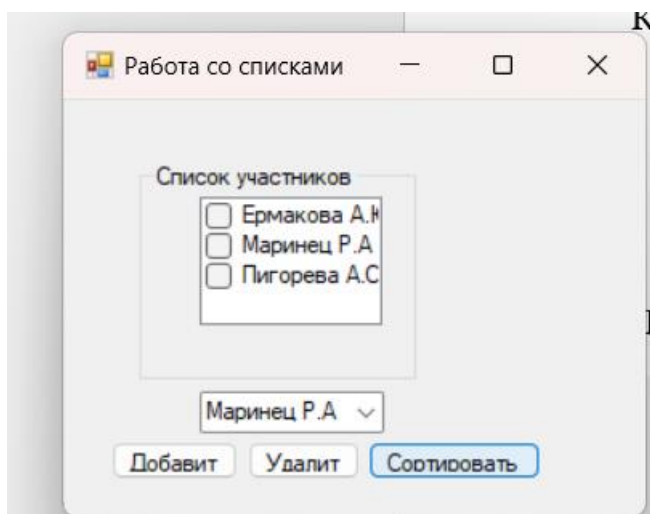 Работа со списками
Список участников
Ермакова А.К
Маринец Р.А
Пигорева А.С
Маринец Р.А
Добавит Удалит Сортировать